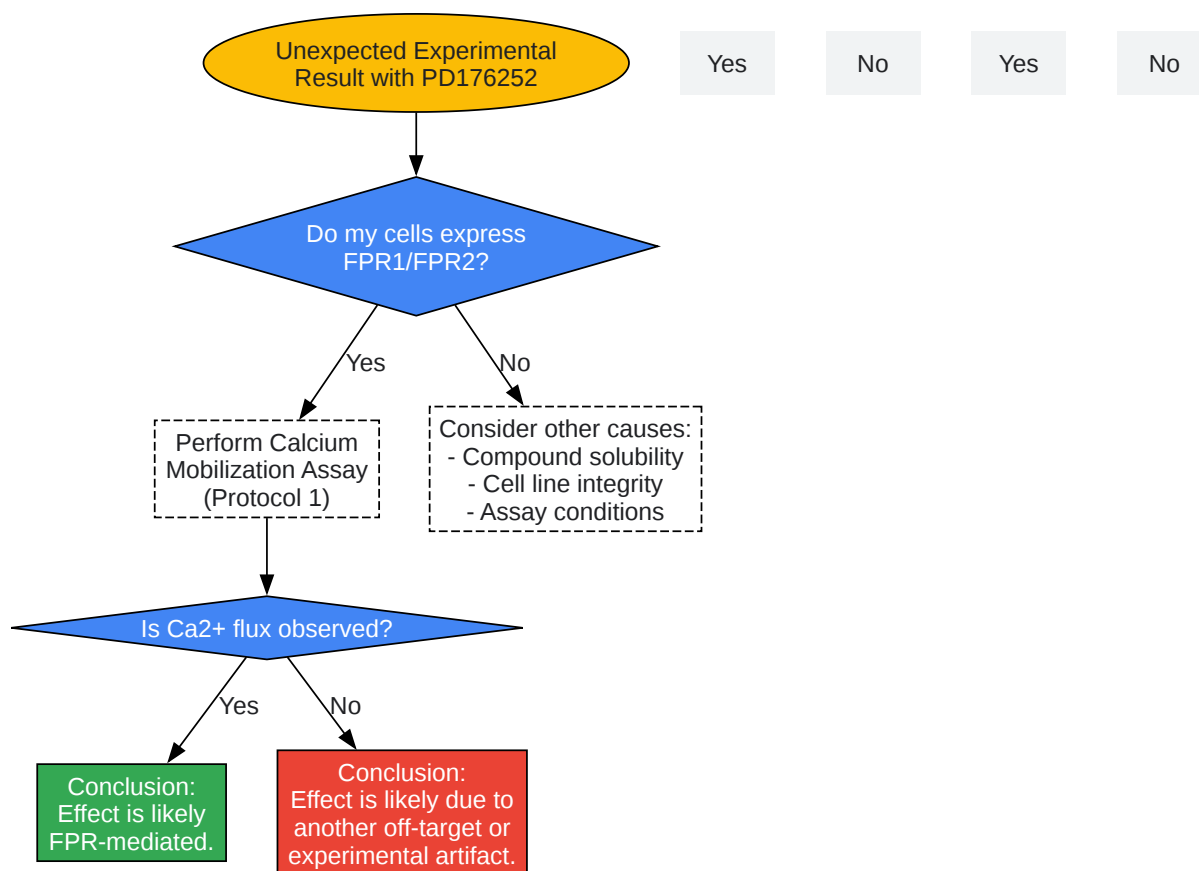 Unexpected Experimental
Result with PD176252
Yes
No
Yes
No
Do my cells express
FPR1/FPR2?
Yes
No
Perform Calcium
Mobilization Assay
(Protocol 1)
Consider other causes:
- Compound solubility
- Cell line integrity
- Assay conditions
Is Ca2+ flux observed?
Yes
No
Conclusion:
Effect is likely
FPR-mediated.
Conclusion:
Effect is likely due to
another off-target or
experimental artifact.